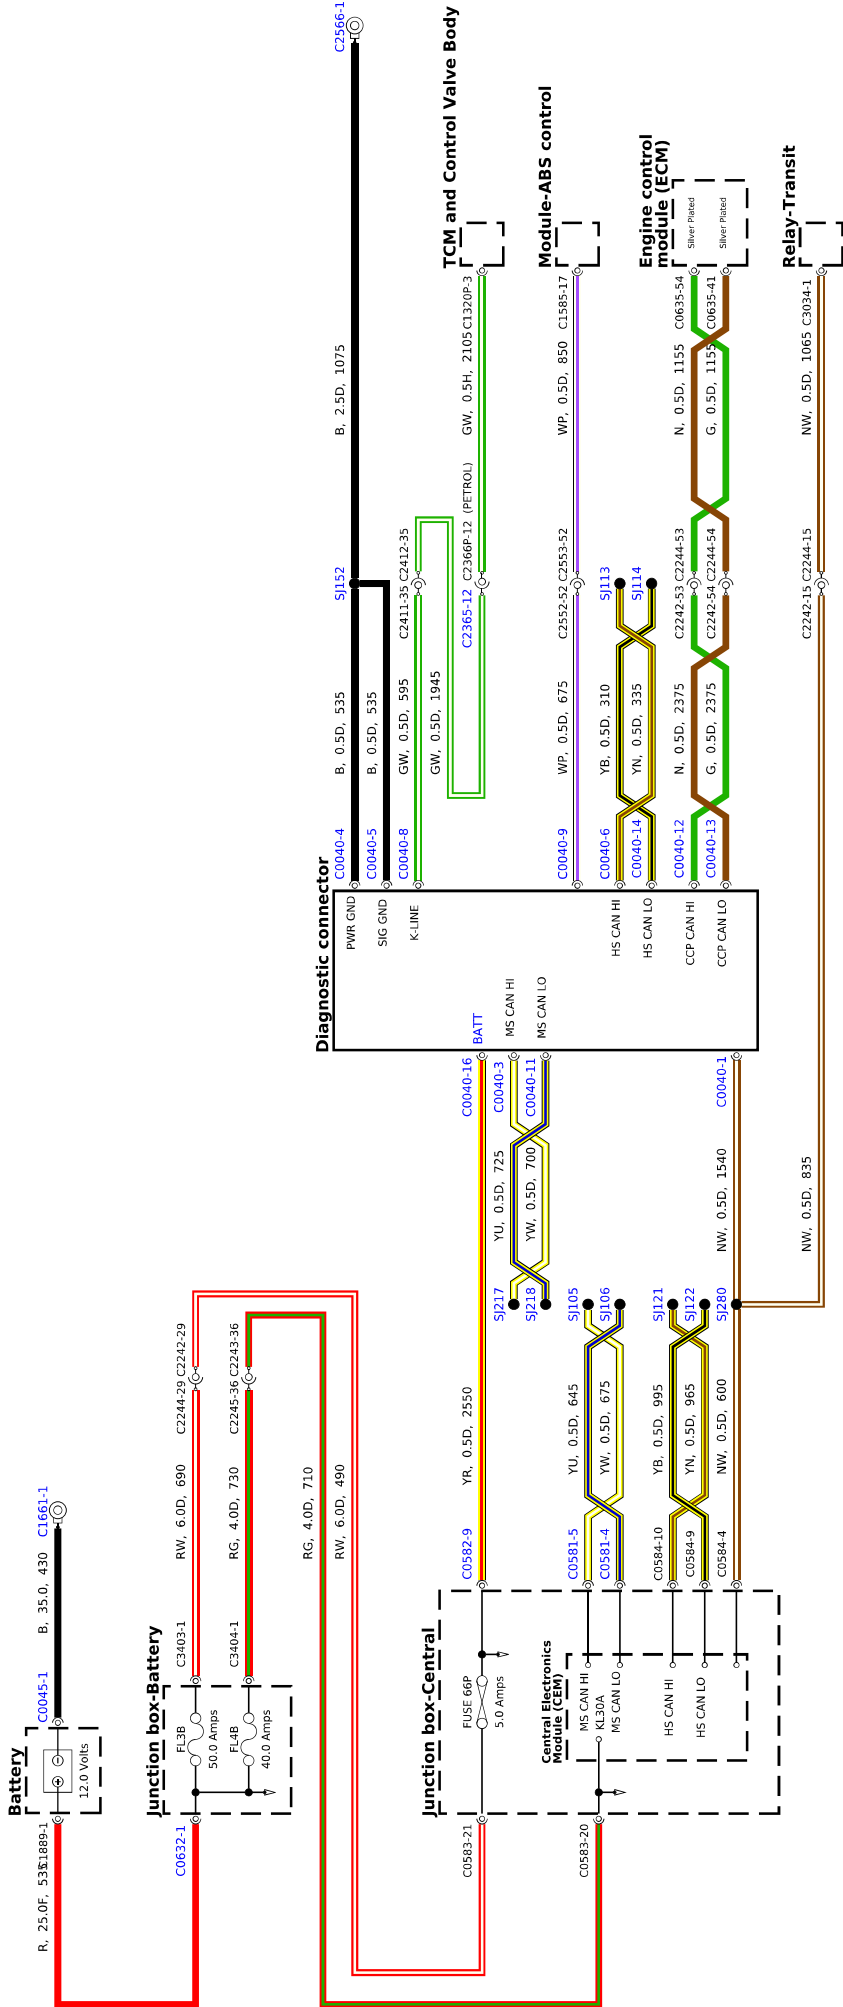 C2566-1
B, 2.5D, 1075
SJ152
B, 0.5D, 535
C0040-4
B, 0.5D, 535
C0040-5
C2412-35
C2411-35
GW, 0.5D, 595
C0040-8
GW, 0.5D, 1945
TCM and Control Valve Body
C1320P-3
GW, 0.5H, 2105
C2366P-12 (PETROL)
C2365-12
Module-ABS control
C1585-17
WP, 0.5D, 850
C2553-52
C2552-52
WP, 0.5D, 675
C0040-9
SJ113
YB, 0.5D, 310
C0040-6
SJ114
YN, 0.5D, 335
C0040-14
Engine control
module (ECM)
Silver Plated
Silver Plated
C0635-54
N, 0.5D, 1155
C2244-53
C2242-53
N, 0.5D, 2375
C0040-12
C0635-41
G, 0.5D, 1155
C2244-54
C2242-54
G, 0.5D, 2375
C0040-13
Relay-Transit
C3034-1
NW, 0.5D, 1065
C2244-15
C2242-15
NW, 0.5D, 835
Diagnostic connector
PWR GND
SIG GND
K-LINE
HS CAN HI
HS CAN LO
CCP CAN HI
CCP CAN LO
BATT
MS CAN HI
MS CAN LO
C0040-16
YR, 0.5D, 2550
C0582-9
C0040-3
YU, 0.5D, 725
SJ217
C0040-11
YW, 0.5D, 700
SJ218
C0040-1
NW, 0.5D, 1540
SJ280
NW, 0.5D, 600
C0584-4
SJ105
YU, 0.5D, 645
C0581-5
SJ106
YW, 0.5D, 675
C0581-4
SJ121
YB, 0.5D, 995
C0584-10
SJ122
YN, 0.5D, 965
C0584-9
C2242-29
C2244-29
RW, 6.0D, 690
C3403-1
C2243-36
C2245-36
RG, 4.0D, 730
C3404-1
RG, 4.0D, 710
RW, 6.0D, 490
C1661-1
B, 35.0, 430
C0045-1
Battery
12.0 Volts
C1889-1
R, 25.0F, 535
Junction box-Battery
FL3B
50.0 Amps
FL4B
40.0 Amps
C0632-1
Junction box-Central
FUSE 66P
5.0 Amps
Central Electronics
Module (CEM)
MS CAN HI
KL30A
MS CAN LO
HS CAN HI
HS CAN LO
C0583-21
C0583-20